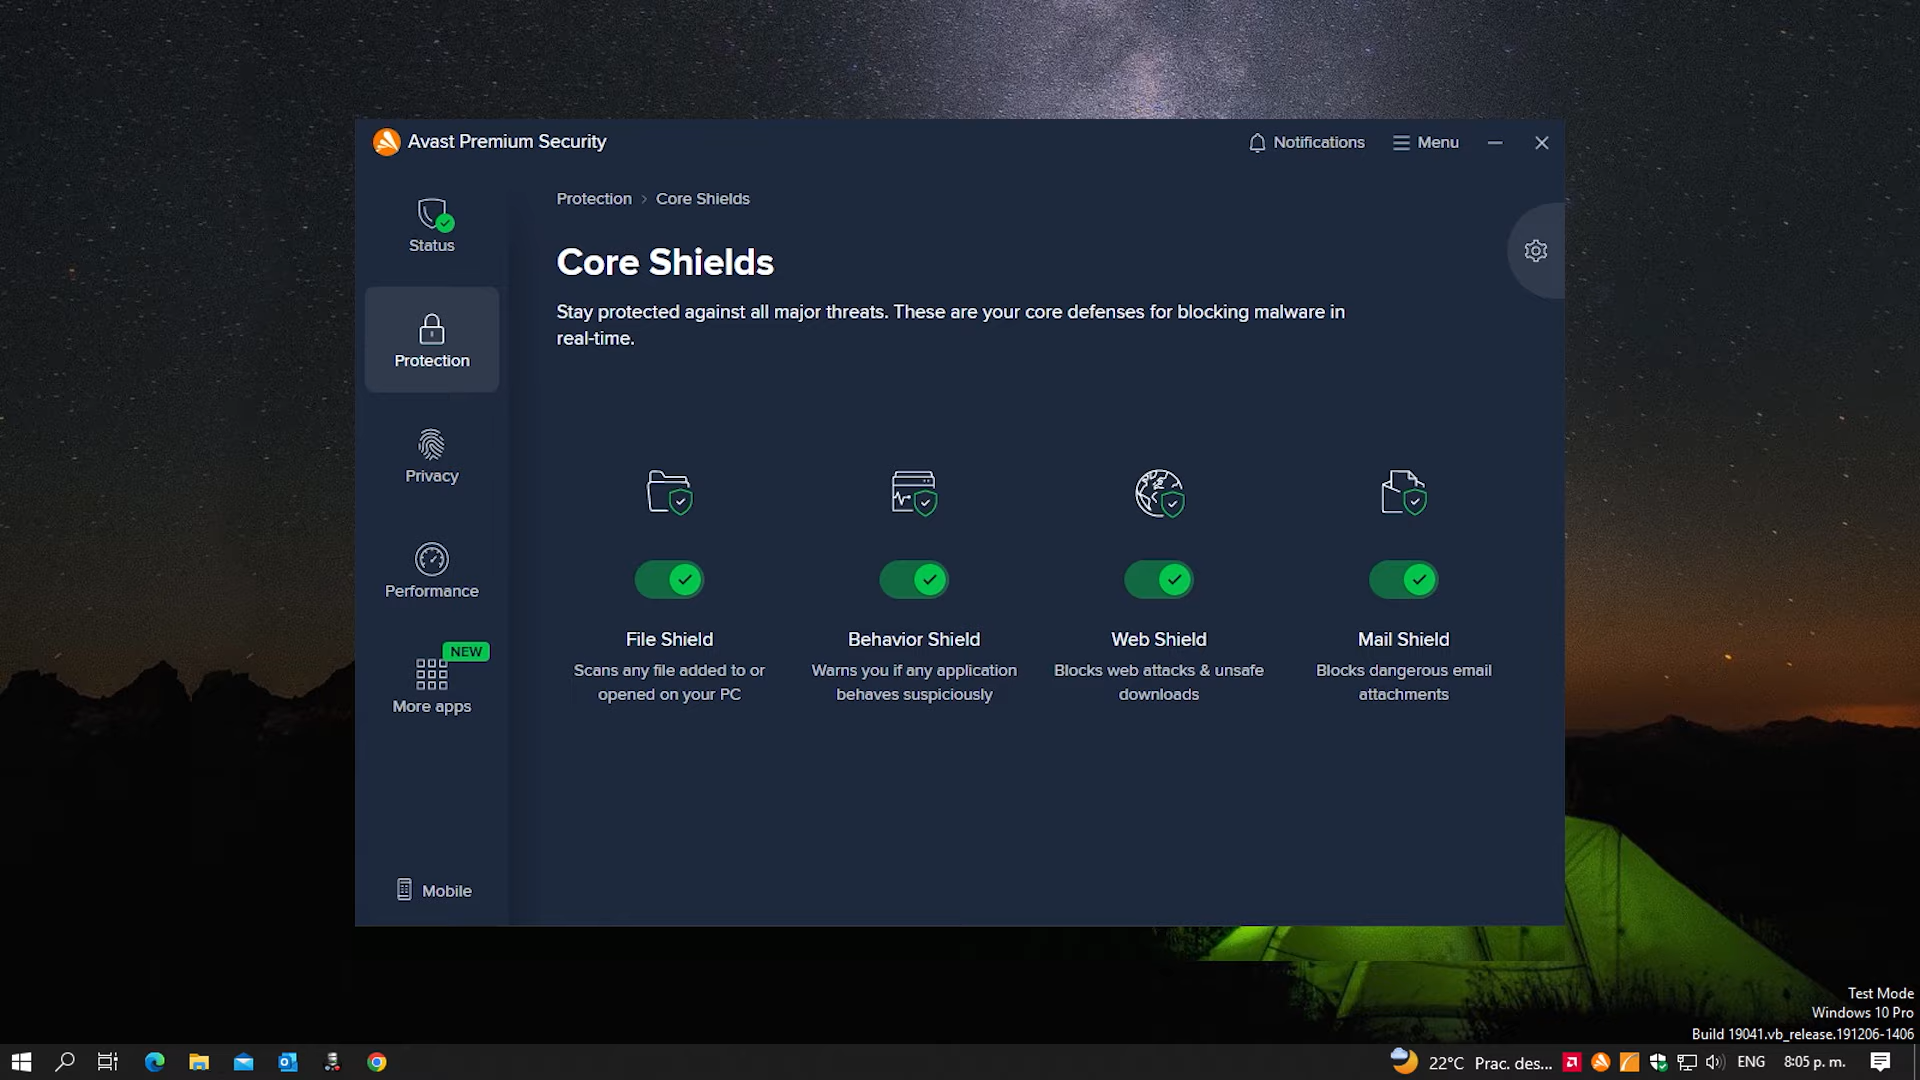 Avast Premium Security
Notifications
Menu
Status
Protection
Privacy
Performance
NEW
More apps
Mobile
Protection > Core Shields
Core Shields
Stay protected against all major threats. These are your core defenses for blocking malware in
real-time.
File Shield
Scans any file added to or
opened on your PC
Behavior Shield
Warns you if any application
behaves suspiciously
Web Shield
Blocks web attacks & unsafe
downloads
Mail Shield
Blocks dangerous email
attachments
Test Mode
Windows 10 Pro
Build 19041.vb_release.191206-1406
22°C Prac. des... ENG 8:05 p. m.